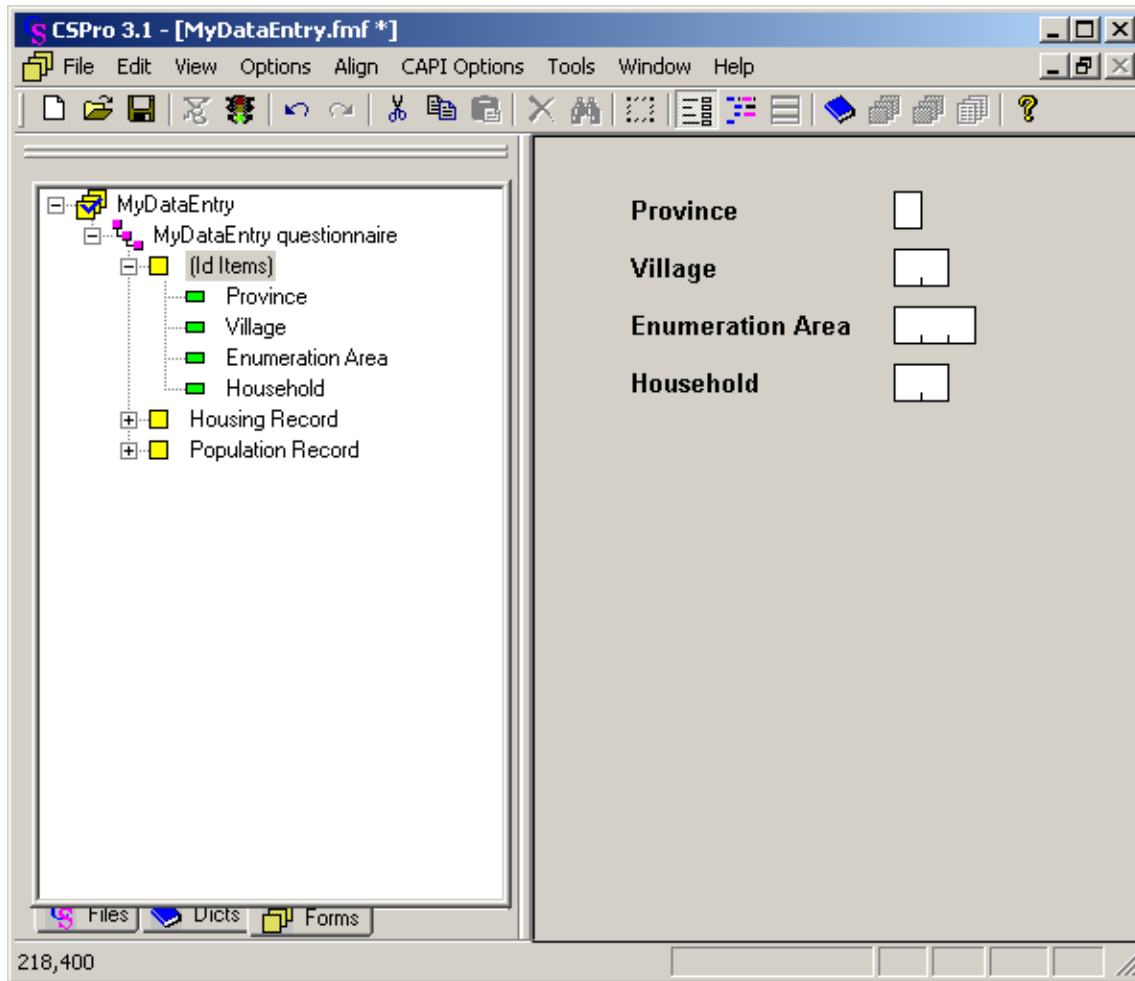 CSPro 3.1 - [MyDataEntry.fmf *]
File Edit View Options Align CAPI Options Tools Window Help
MyDataEntry
MyDataEntry questionnaire
(Id Items)
Province
Village
Enumeration Area
Household
Housing Record
Population Record
Files Dicts Forms
Province
Village
Enumeration Area
Household
218,400